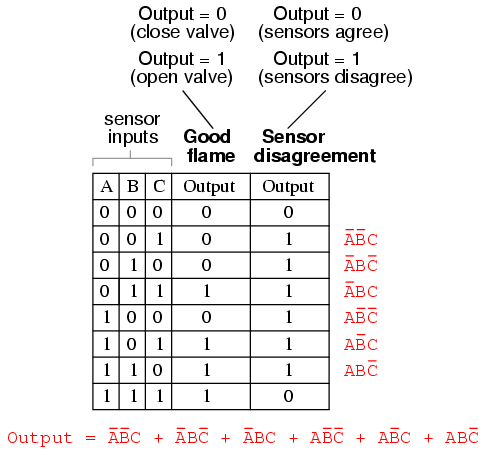 Output = 0 Output = 0
(close valve) (sensors agree)
Output = 1 Output = 1
(open valve) (sensors disagree)
sensor
inputs
Good
flame
Sensor
disagreement
A B C Output Output
0 0 0 0 0
0 0 1 0 1 A̅B̅C
0 1 0 0 1 A̅BC̅
0 1 1 1 1 A̅BC
1 0 0 0 1 AB̅C̅
1 0 1 1 1 AB̅C
1 1 0 1 1 ABC̅
1 1 1 1 0
Output = A̅B̅C + A̅BC̅ + A̅BC + AB̅C̅ + AB̅C + ABC̅